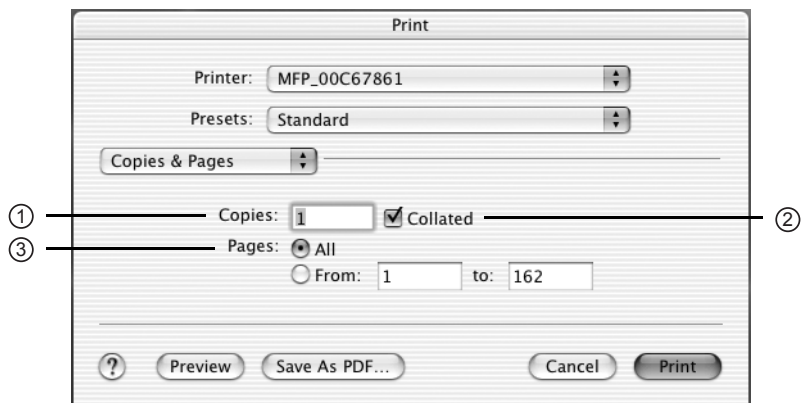 Print
Printer: MFP_00C67861
Presets: Standard
Copies & Pages
① Copies: 1 Collated ②
③ Pages: All
From: 1 to: 162
? Preview Save As PDF... Cancel Print